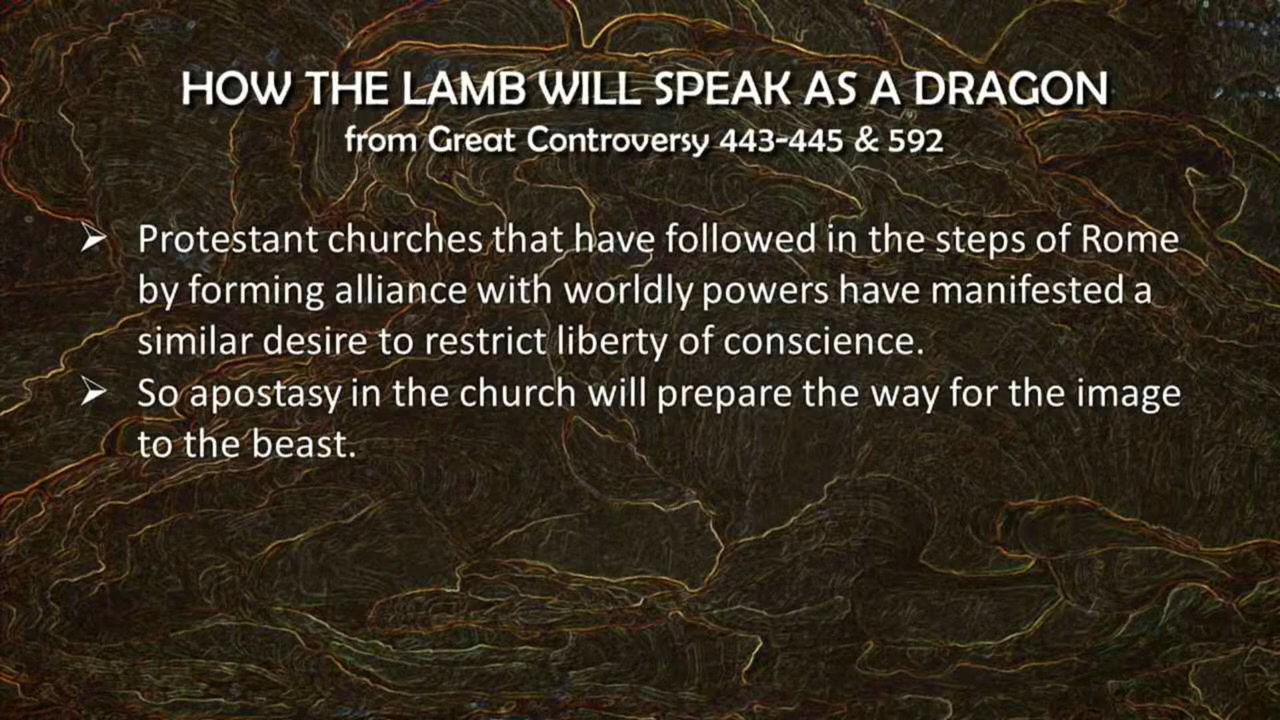 HOW THE LAMB WILL SPEAK AS A DRAGON
from Great Controversy 443-445 & 592
➢ Protestant churches that have followed in the steps of Rome
by forming alliance with worldly powers have manifested a
similar desire to restrict liberty of conscience.
➢ So apostasy in the church will prepare the way for the image
to the beast.